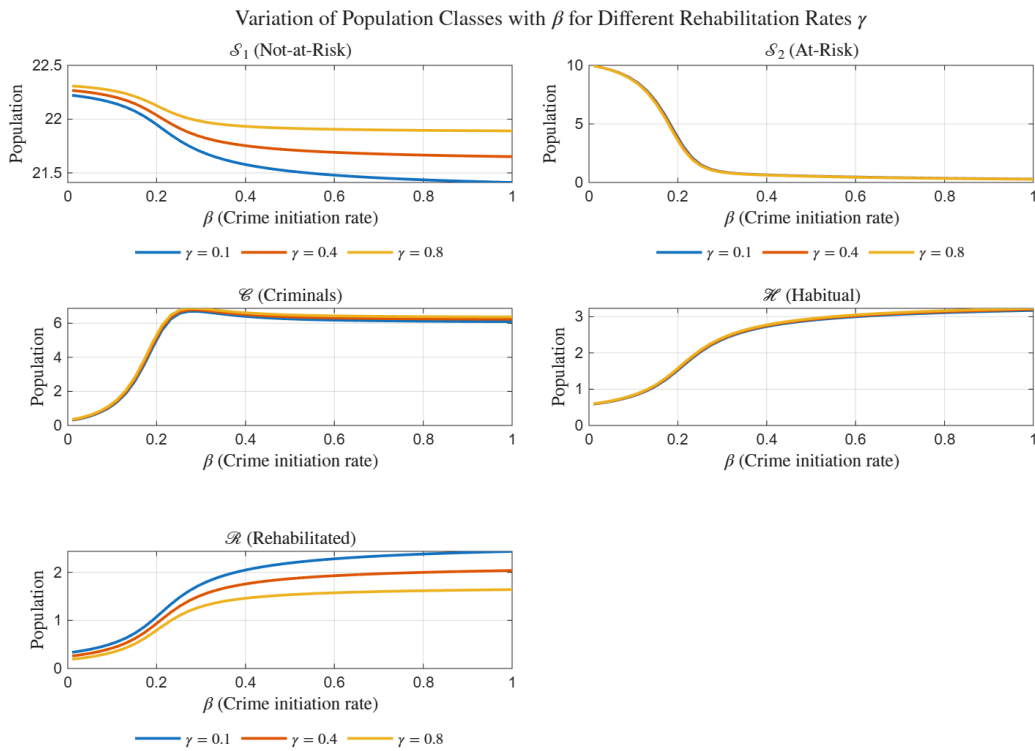 Variation of Population Classes with β for Different Rehabilitation Rates γ
𝒮₁ (Not-at-Risk)
22.5
22
21.5
Population
0 0.2 0.4 0.6 0.8 1
β (Crime initiation rate)
γ = 0.1 γ = 0.4 γ = 0.8
𝒮₂ (At-Risk)
10
5
0
Population
0 0.2 0.4 0.6 0.8 1
β (Crime initiation rate)
γ = 0.1 γ = 0.4 γ = 0.8
𝒞 (Criminals)
6
4
2
0
Population
0 0.2 0.4 0.6 0.8 1
β (Crime initiation rate)
ℋ (Habitual)
3
2
1
0
Population
0 0.2 0.4 0.6 0.8 1
β (Crime initiation rate)
ℛ (Rehabilitated)
2
1
0
Population
0 0.2 0.4 0.6 0.8 1
β (Crime initiation rate)
γ = 0.1 γ = 0.4 γ = 0.8